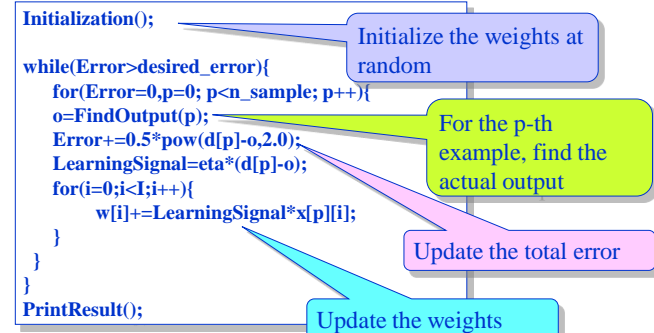 Initialization();
while(Error>desired_error){
for(Error=0,p=0; p<n_sample; p++){
o=FindOutput(p);
Error+=0.5*pow(d[p]-o,2.0);
LearningSignal=eta*(d[p]-o);
for(i=0;i<I;i++){
w[i]+=LearningSignal*x[p][i];
}
}
}
PrintResult();
Initialize the weights at
random
For the p-th
example, find the
actual output
Update the total error
Update the weights